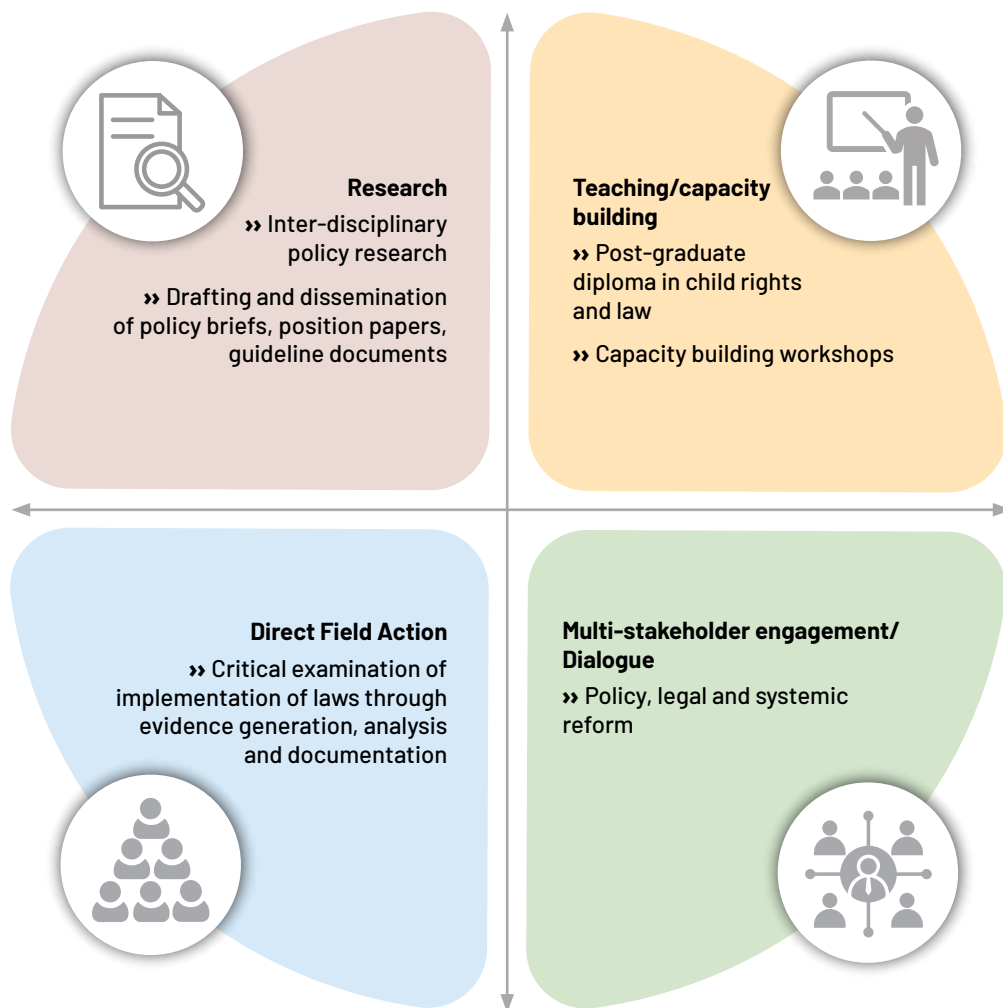 Research
›› Inter-disciplinary
policy research
›› Drafting and dissemination
of policy briefs, position papers,
guideline documents
Teaching/capacity
building
›› Post-graduate
diploma in child rights
and law
›› Capacity building workshops
Direct Field Action
›› Critical examination of
implementation of laws through
evidence generation, analysis
and documentation
Multi-stakeholder engagement/
Dialogue
›› Policy, legal and systemic
reform